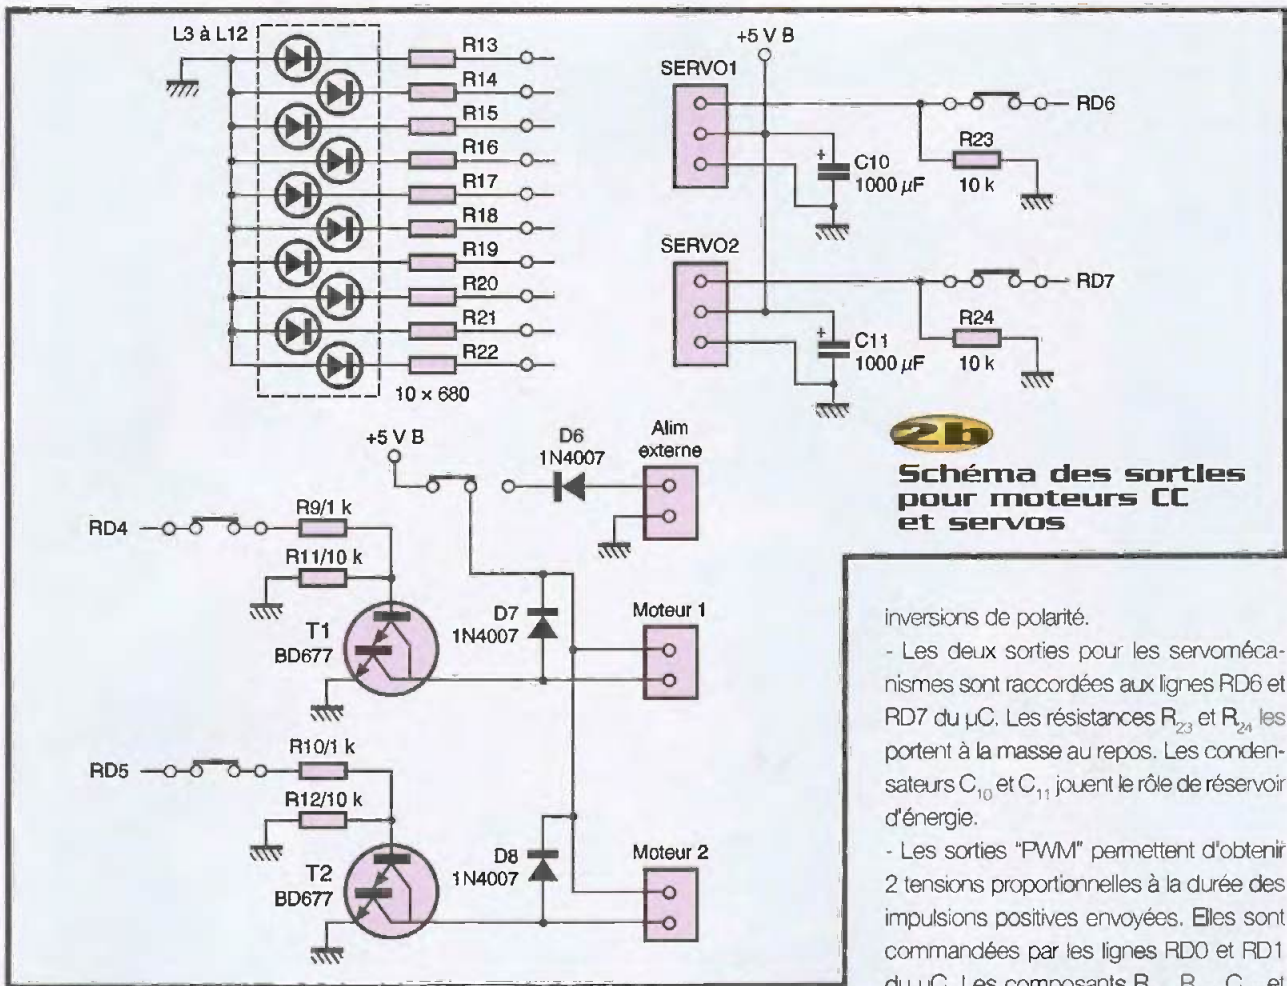 L3 à L12
R13
R14
R15
R16
R17
R18
R19
R20
R21
R22
10 × 680
+5 V B
SERVO1
RD6
R23
10 k
+
C10
1000 µF
SERVO2
RD7
R24
10 k
+
C11
1000 µF
2b
Schéma des sorties
pour moteurs CC
et servos
+5 V B
D6
1N4007
Alim
externe
RD4
R9/1 k
R11/10 k
T1
BD677
D7
1N4007
Moteur 1
RD5
R10/1 k
R12/10 k
T2
BD677
D8
1N4007
Moteur 2
inversions de polarité.
- Les deux sorties pour les servoméca-
nismes sont raccordées aux lignes RD6 et
RD7 du µC. Les résistances R23 et R24 les
portent à la masse au repos. Les conden-
sateurs C10 et C11 jouent le rôle de réservoir
d'énergie.
- Les sorties "PWM" permettent d'obtenir
2 tensions proportionnelles à la durée des
impulsions positives envoyées. Elles sont
commandées par les lignes RD0 et RD1
du µC. Les composants R , R , C et